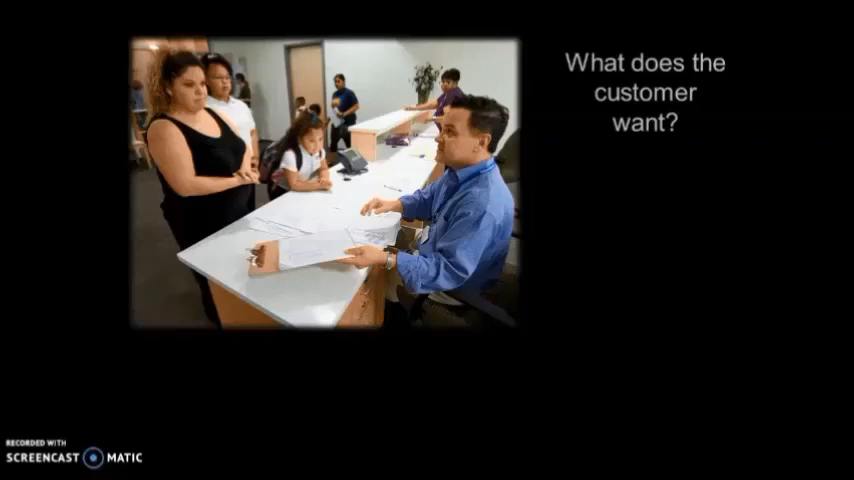 What does the
customer
want?
RECORDED WITH
SCREENCAST MATIC